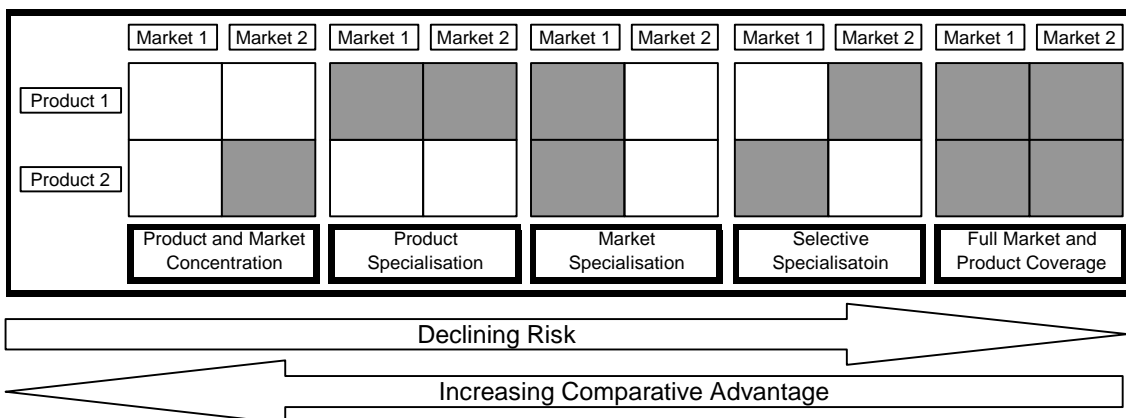 Market 1 Market 2 Market 1 Market 2 Market 1 Market 2 Market 1 Market 2 Market 1 Market 2
Product 1
Product 2
Product and Market
Concentration
Product
Specialisation
Market
Specialisation
Selective
Specialisatoin
Full Market and
Product Coverage
Declining Risk
Increasing Comparative Advantage